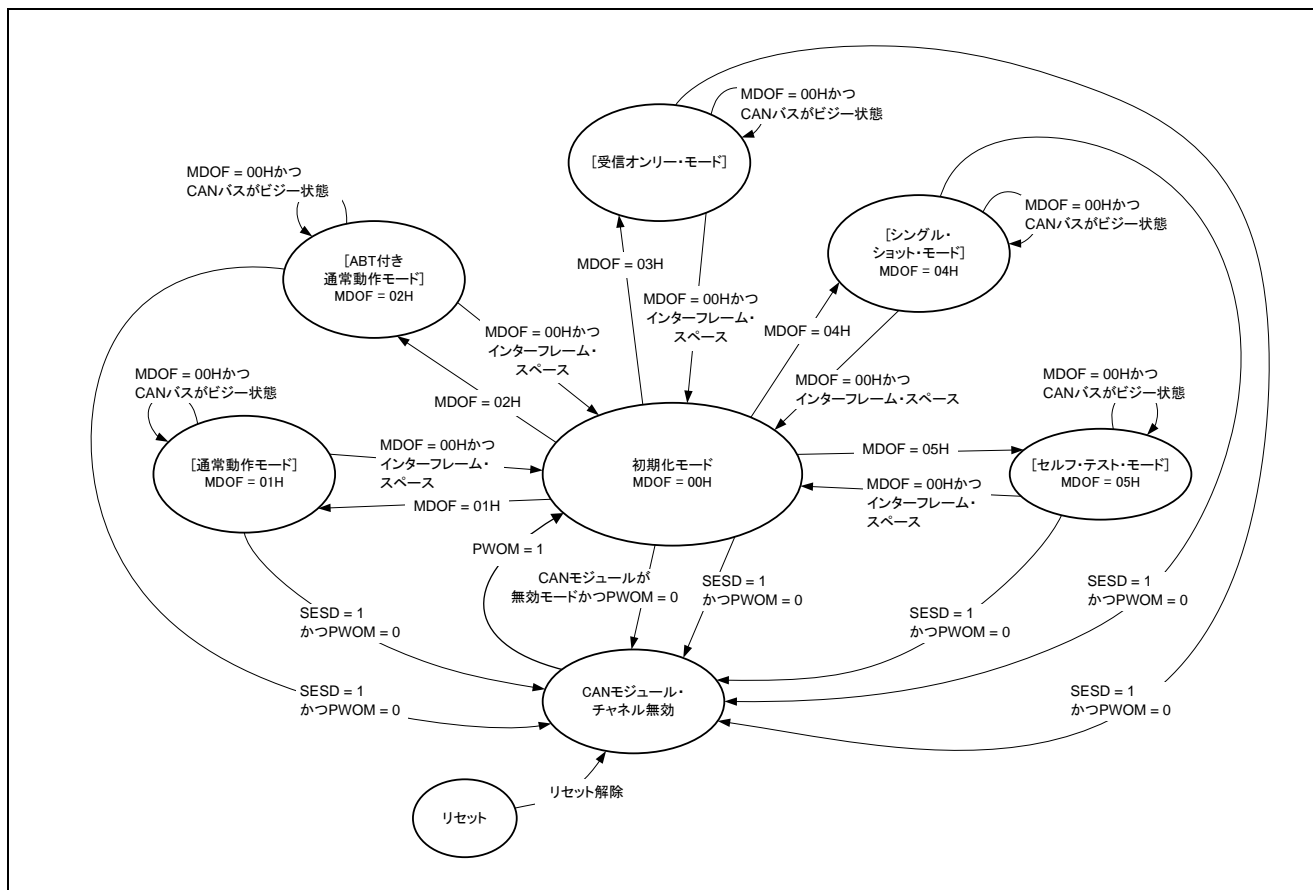 MDOF = 00Hかつ
CANバスがビジー状態
[受信オンリー・モード]
MDOF = 00Hかつ
CANバスがビジー状態
[ABT付き
通常動作モード]
MDOF = 02H
MDOF = 00Hかつ
CANバスがビジー状態
[シングル・
ショット・モード]
MDOF = 04H
MDOF = 03H
MDOF = 00Hかつ
インターフレーム・
スペース
MDOF = 04H
MDOF = 00Hかつ
インターフレーム・
スペース
MDOF = 00Hかつ
インターフレーム・スペース
MDOF = 02H
MDOF = 00Hかつ
CANバスがビジー状態
MDOF = 00Hかつ
CANバスがビジー状態
[通常動作モード]
MDOF = 01H
MDOF = 00Hかつ
インターフレーム・
スペース
MDOF = 01H
初期化モード
MDOF = 00H
MDOF = 05H
MDOF = 00Hかつ
インターフレーム・
スペース
[セルフ・テスト・モード]
MDOF = 05H
PWOM = 1
CANモジュールが
無効モードかつPWOM = 0
SESD = 1
かつPWOM = 0
SESD = 1
かつPWOM = 0
SESD = 1
かつPWOM = 0
SESD = 1
かつPWOM = 0
SESD = 1
かつPWOM = 0
CANモジュール・
チャネル無効
SESD = 1
かつPWOM = 0
リセット解除
リセット